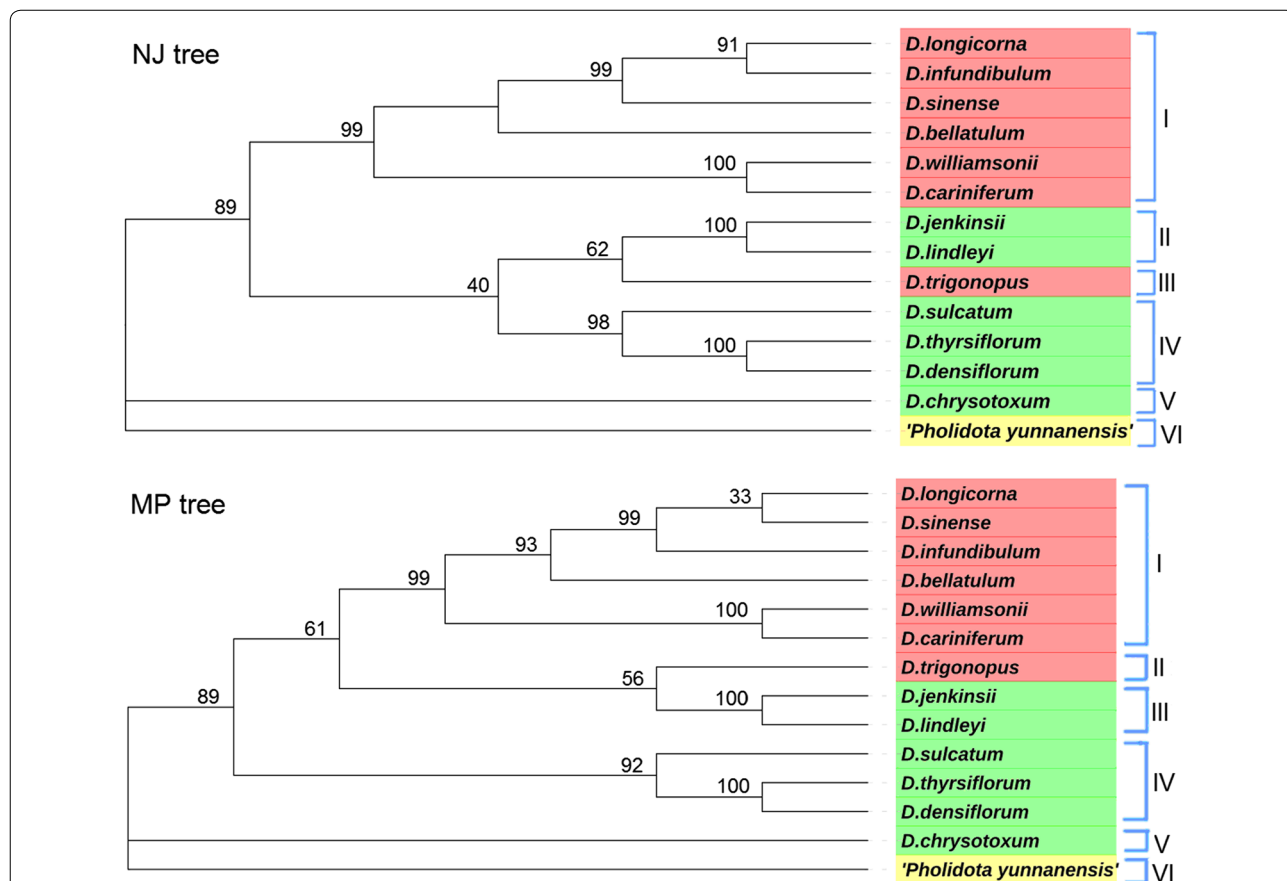 NJ tree
91
D.longicorna
99
D.infundibulum
D.sinense
I
99
D.bellatulum
100
D.williamsonii
D.cariniferum
89
100
D.jenkinsii
II
62
D.lindleyi
40
D.trigonopus
III
98
D.sulcatum
100
D.thyrsiflorum
IV
D.densiflorum
D.chrysotoxum
V
'Pholidota yunnanensis'
VI
MP tree
33
D.longicorna
99
D.sinense
93
D.infundibulum
I
99
D.bellatulum
100
D.williamsonii
61
D.cariniferum
56
D.trigonopus
II
89
100
D.jenkinsii
III
D.lindleyi
92
D.sulcatum
100
D.thyrsiflorum
IV
D.densiflorum
D.chrysotoxum
V
'Pholidota yunnanensis'
VI